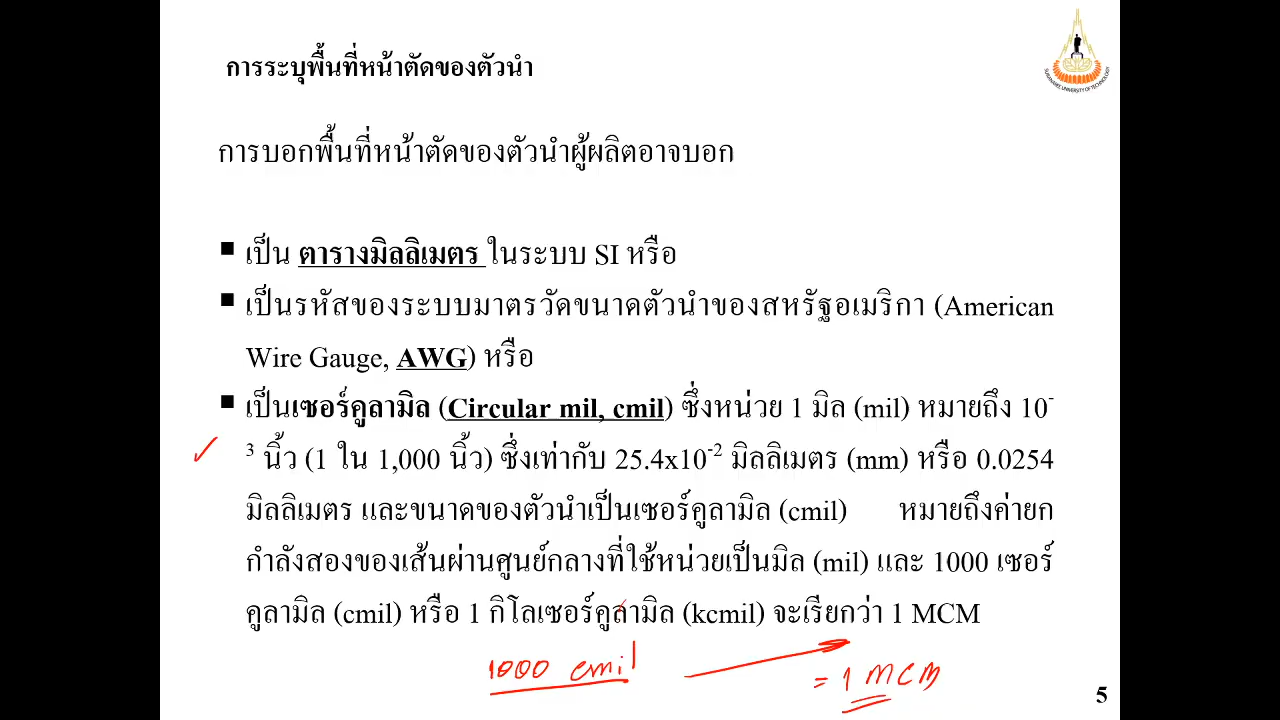 การระบุพื้นที่หน้าตัดของตัวนำ
SURANAREE UNIVERSITY OF TECHNOLOGY
การบอกพื้นที่หน้าตัดของตัวนำผู้ผลิตอาจบอก
▪ เป็น ตารางมิลลิเมตร ในระบบ SI หรือ
▪ เป็นรหัสของระบบมาตรวัดขนาดตัวนำของสหรัฐอเมริกา (American
Wire Gauge, AWG) หรือ
▪ เป็นเซอร์คูลามิล (Circular mil, cmil) ซึ่งหน่วย 1 มิล (mil) หมายถึง 10⁻
³ นิ้ว (1 ใน 1,000 นิ้ว) ซึ่งเท่ากับ 25.4x10⁻² มิลลิเมตร (mm) หรือ 0.0254
มิลลิเมตร และขนาดของตัวนำเป็นเซอร์คูลามิล (cmil) หมายถึงค่ายก
กำลังสองของเส้นผ่านศูนย์กลางที่ใช้หน่วยเป็นมิล (mil) และ 1000 เซอร์
คูลามิล (cmil) หรือ 1 กิโลเซอร์คูลามิล (kcmil) จะเรียกว่า 1 MCM
1000 cmil = 1 MCM
5